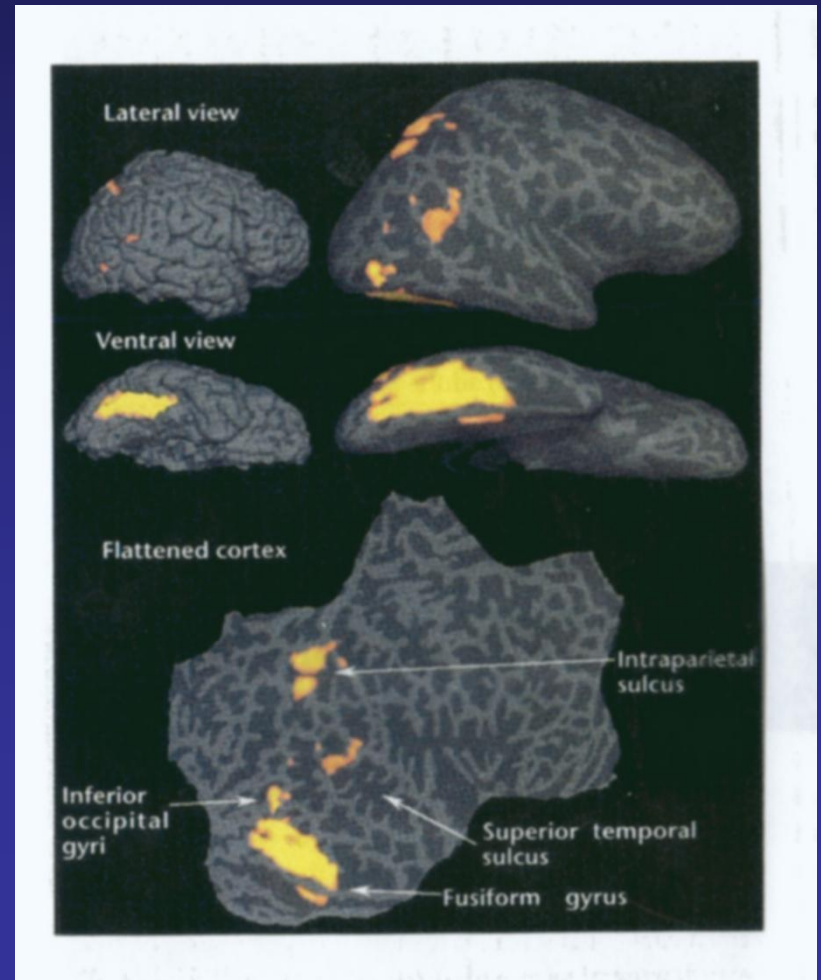 Lateral view
Ventral view
Flattened cortex
Intraparietal
sulcus
Inferior
occipital
gyri
Superior temporal
sulcus
Fusiform gyrus